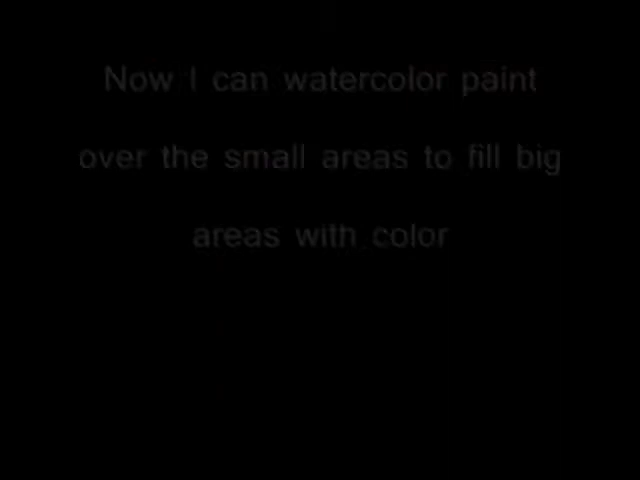 Now I can watercolor paint
over the small areas to fill big
areas with color